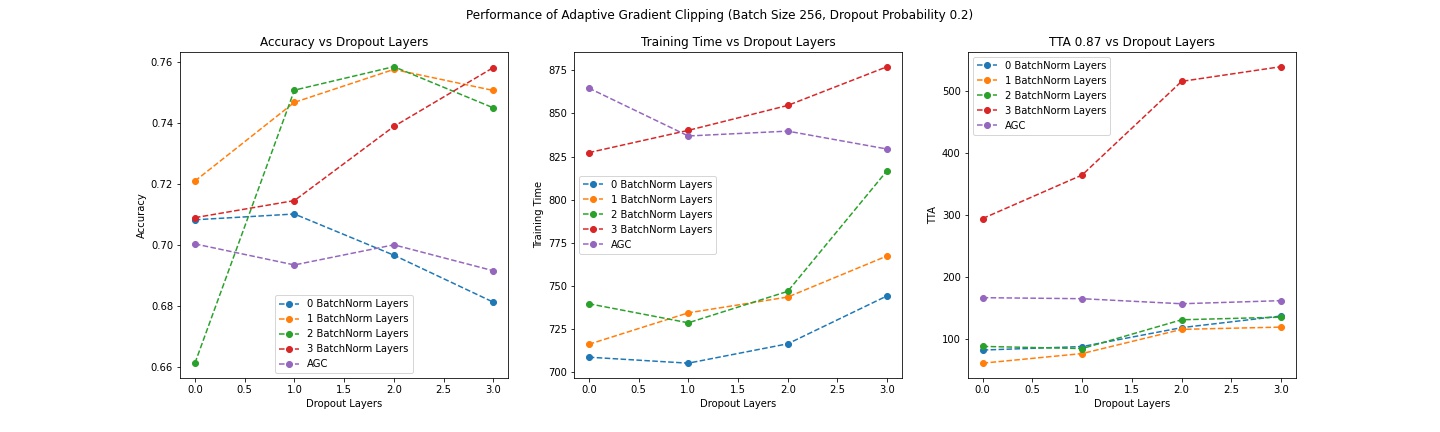 Performance of Adaptive Gradient Clipping (Batch Size 256, Dropout Probability 0.2)
Accuracy vs Dropout Layers
0.76
0.74
0.72
0.70
0.68
0.66
Accuracy
0 BatchNorm Layers
1 BatchNorm Layers
2 BatchNorm Layers
3 BatchNorm Layers
AGC
0.0 0.5 1.0 1.5 2.0 2.5 3.0
Dropout Layers
Training Time vs Dropout Layers
875
850
825
800
775
750
725
700
Training Time
0 BatchNorm Layers
1 BatchNorm Layers
2 BatchNorm Layers
3 BatchNorm Layers
AGC
0.0 0.5 1.0 1.5 2.0 2.5 3.0
Dropout Layers
TTA 0.87 vs Dropout Layers
500
400
300
200
100
TTA
0 BatchNorm Layers
1 BatchNorm Layers
2 BatchNorm Layers
3 BatchNorm Layers
AGC
0.0 0.5 1.0 1.5 2.0 2.5 3.0
Dropout Layers